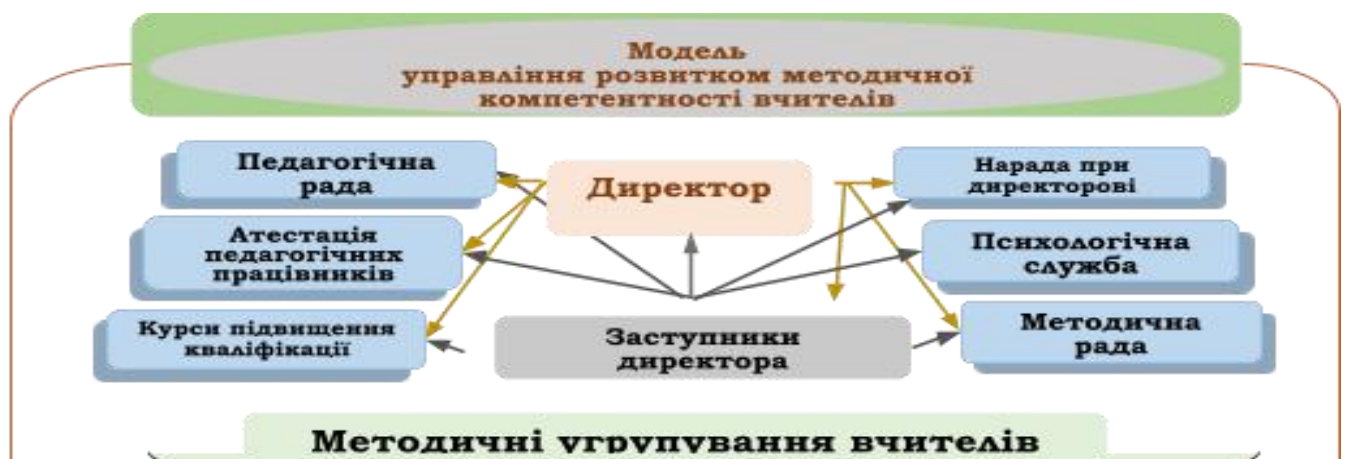 Модель
управління розвитком методичної
компетентності вчителів
Педагогічна
рада
Директор
Нарада при
директорові
Атестація
педагогічних
працівників
Психологічна
служба
Курси підвищення
кваліфікації
Заступники
директора
Методична
рада
Методичні угрупування вчителів